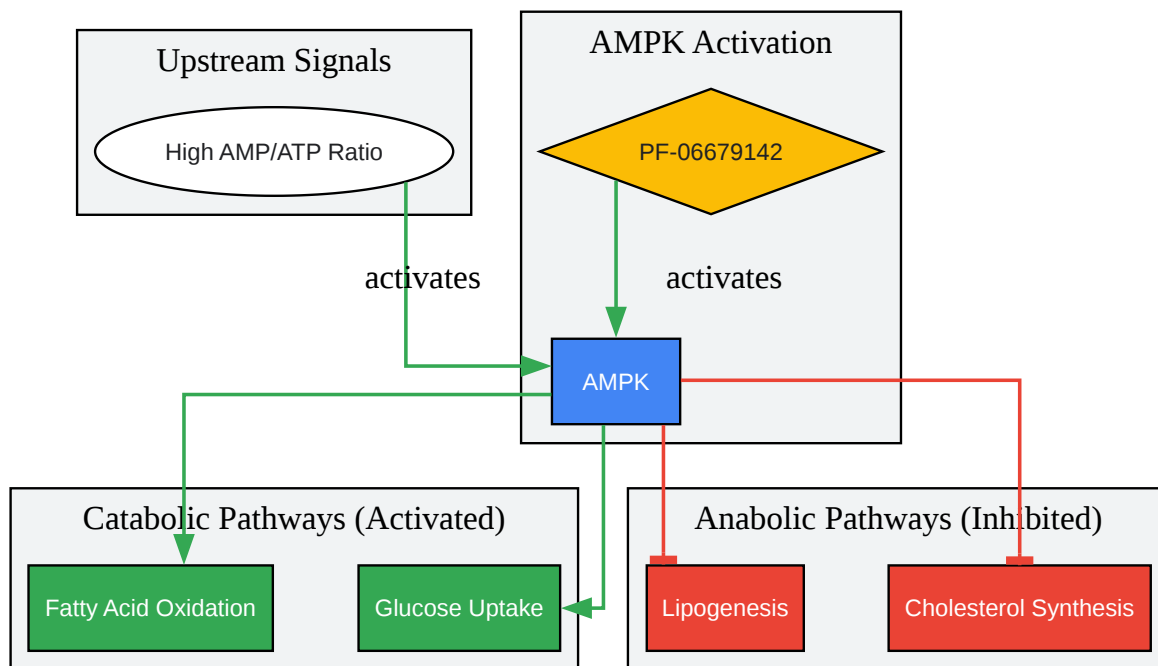 Upstream Signals
High AMP/ATP Ratio
AMPK Activation
PF-06679142
activates
activates
AMPK
Catabolic Pathways (Activated)
Fatty Acid Oxidation
Glucose Uptake
Anabolic Pathways (Inhibited)
Lipogenesis
Cholesterol Synthesis